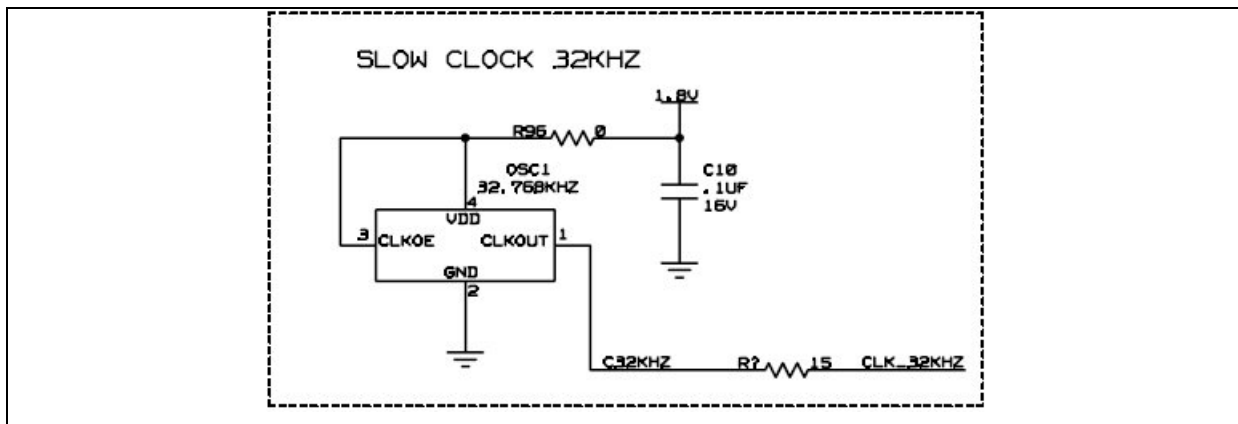 SLOW CLOCK 32KHZ
1.8V
R96 0
OSC1
32.768KHZ
C10
.1UF
16V
4
VDD
3 CLKOE CLKOUT 1
GND
2
C32KHZ R? 15 CLK_32KHZ